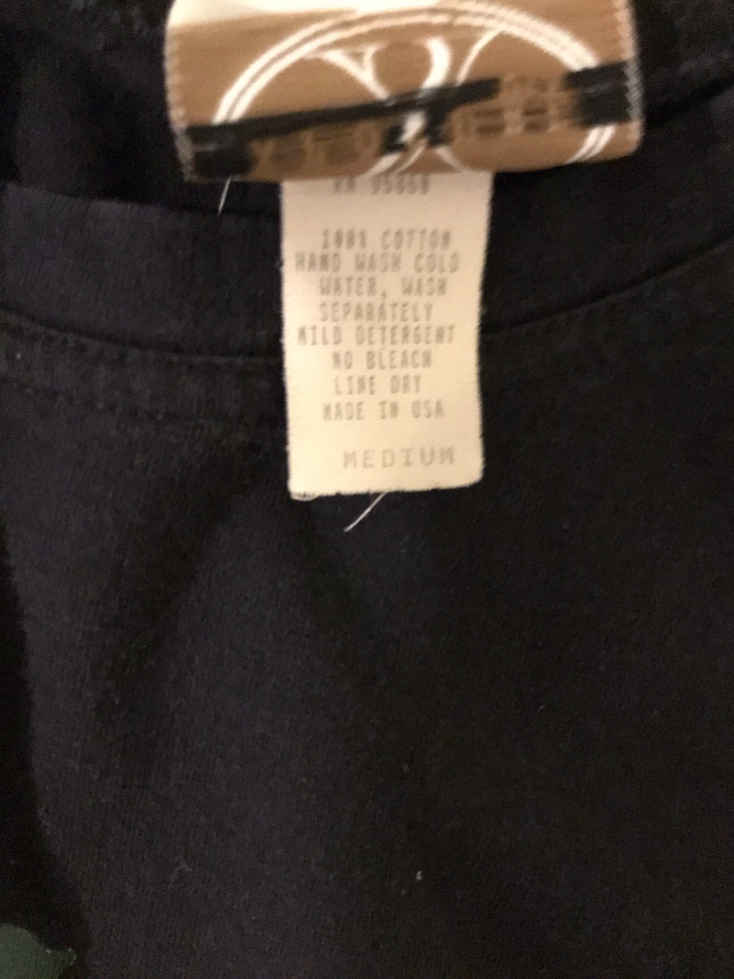 100% COTTON
HAND WASH COLD
WATER, WASH
SEPARATELY
MILD DETERGENT
NO BLEACH
LINE DRY
MADE IN USA
MEDIUM